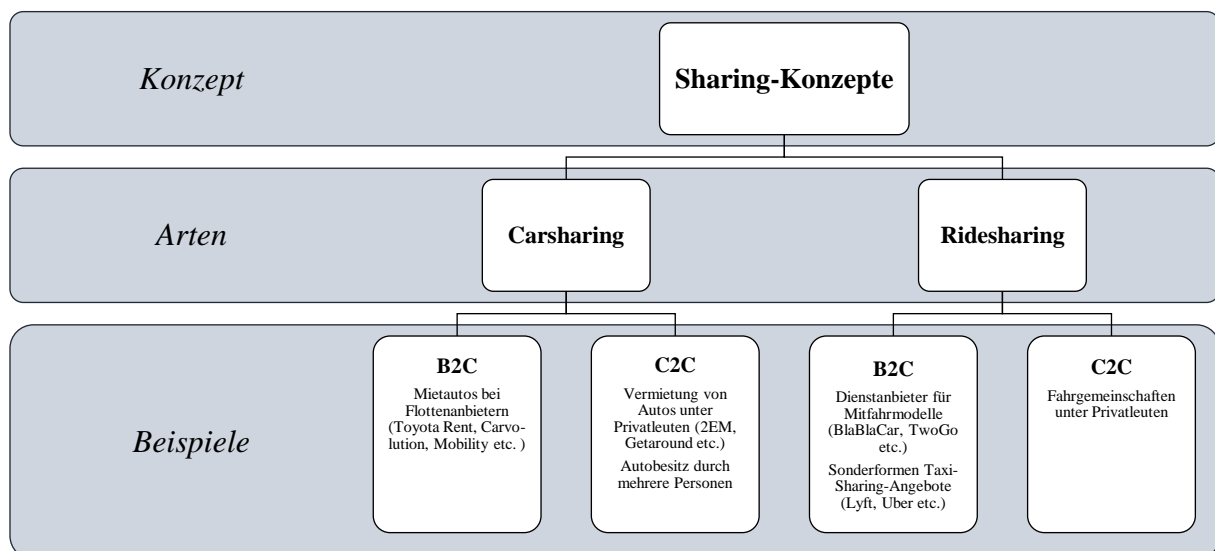 Konzept
Sharing-Konzepte
Arten
Carsharing
Ridesharing
Beispiele
B2C
Mietautos bei
Flottenanbietern
(Toyota Rent, Carvo-
lution, Mobility etc. )
C2C
Vermietung von
Autos unter
Privatleuten (2EM,
Getaround etc.)
Autobesitz durch
mehrere Personen
B2C
Dienstanbieter für
Mitfahrmodelle
(BlaBlaCar, TwoGo
etc.)
Sonderformen Taxi-
Sharing-Angebote
(Lyft, Uber etc.)
C2C
Fahrgemeinschaften
unter Privatleuten